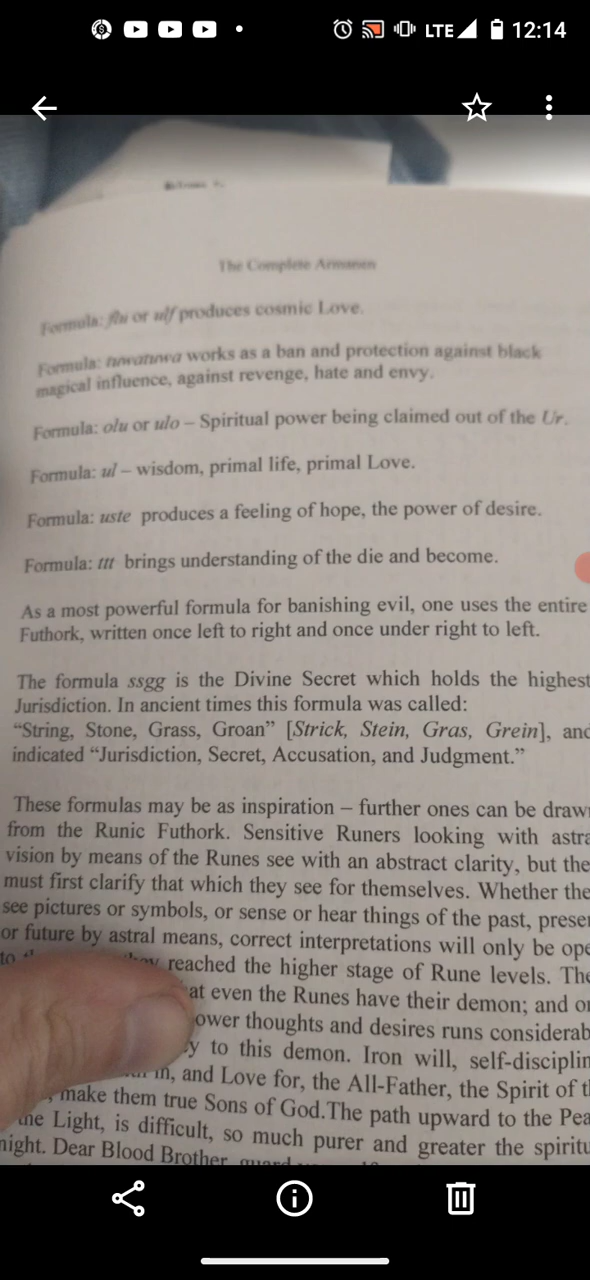 LTE 12:14
The Complete Armanen
Formula: flu or ulf produces cosmic Love.
Formula: works as a ban and protection against black
magical influence, against revenge, hate and envy.
Formula: olu or ulo – Spiritual power being claimed out of the Ur.
Formula: ul – wisdom, primal life, primal Love.
Formula: uste produces a feeling of hope, the power of desire.
Formula: ttt brings understanding of the die and become.
As a most powerful formula for banishing evil, one uses the entire
Futhork, written once left to right and once under right to left.
The formula ssgg is the Divine Secret which holds the highest
Jurisdiction. In ancient times this formula was called:
“String, Stone, Grass, Groan” [Strick, Stein, Gras, Grein], and
indicated “Jurisdiction, Secret, Accusation, and Judgment.”
These formulas may be as inspiration – further ones can be draw
from the Runic Futhork. Sensitive Runers looking with astra
vision by means of the Runes see with an abstract clarity, but the
must first clarify that which they see for themselves. Whether the
see pictures or symbols, or sense or hear things of the past, prese
or future by astral means, correct interpretations will only be ope
to they reached the higher stage of Rune levels. The
at even the Runes have their demon; and o
ower thoughts and desires runs considerab
y to this demon. Iron will, self-disciplin
in, and Love for, the All-Father, the Spirit of t
, make them true Sons of God.The path upward to the Pea
the Light, is difficult, so much purer and greater the spiritu
night. Dear Blood Brother,